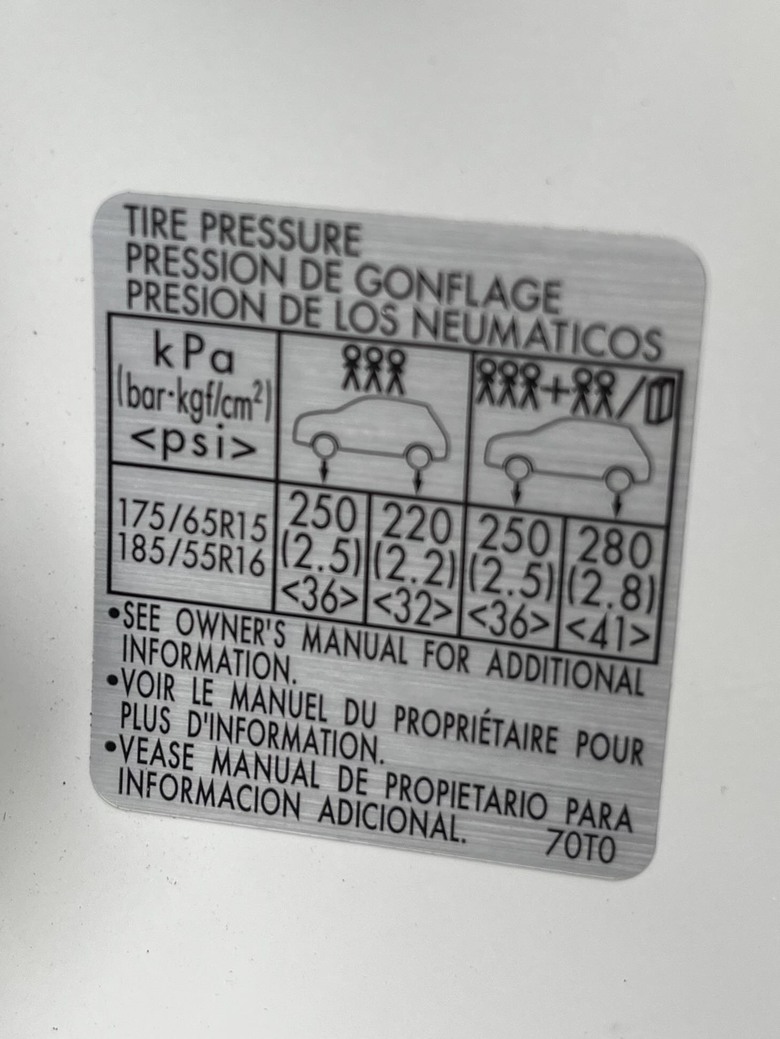 TIRE PRESSURE
PRESSION DE GONFLAGE
PRESION DE LOS NEUMATICOS
kPa
(bar·kgf/cm²)
<psi>
+ /
175/65R15
185/55R16
250 220 250 280
(2.5) (2.2) (2.5) (2.8)
<36> <32> <36> <41>
•SEE OWNER'S MANUAL FOR ADDITIONAL
INFORMATION.
•VOIR LE MANUEL DU PROPRIÉTAIRE POUR
PLUS D'INFORMATION.
•VEASE MANUAL DE PROPIETARIO PARA
INFORMACION ADICIONAL. 70T0